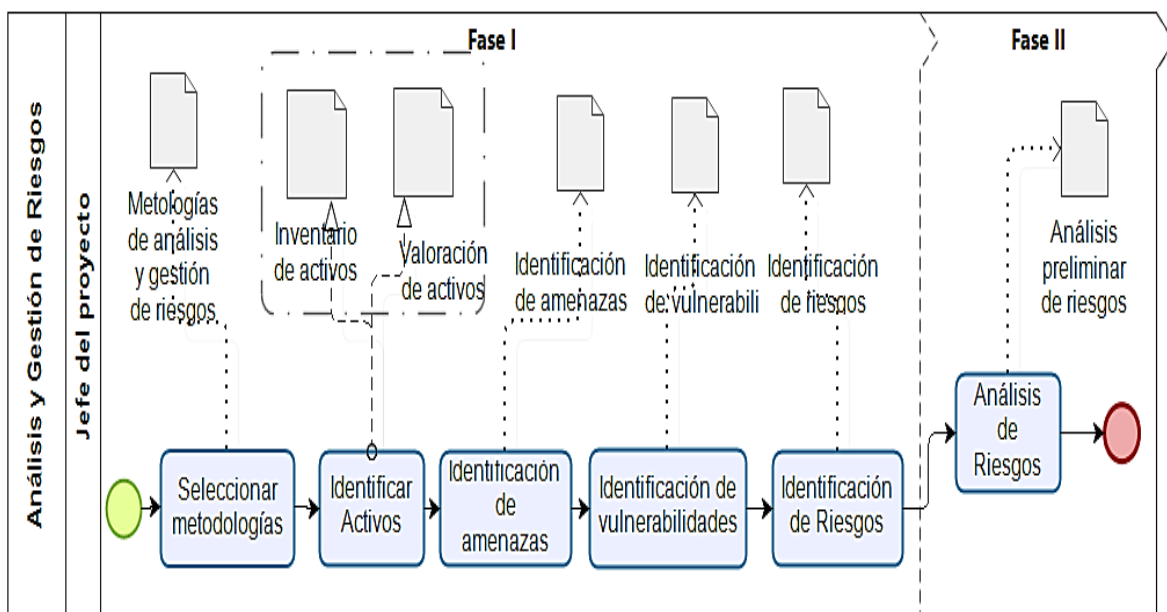 Análisis y Gestión de Riesgos
Jefe del proyecto
Fase I
Fase II
Metologías
de análisis
y gestión
de riesgos
Inventario
de activos
Valoración
de activos
Identificación
de amenazas
Identificación
de vulnerabili
Identificación
de riesgos
Análisis
preliminar
de riesgos
Seleccionar
metodologías
Identificar
Activos
Identificación
de
amenazas
Identificación de
vulnerabilidades
Identificación
de Riesgos
Análisis
de
Riesgos